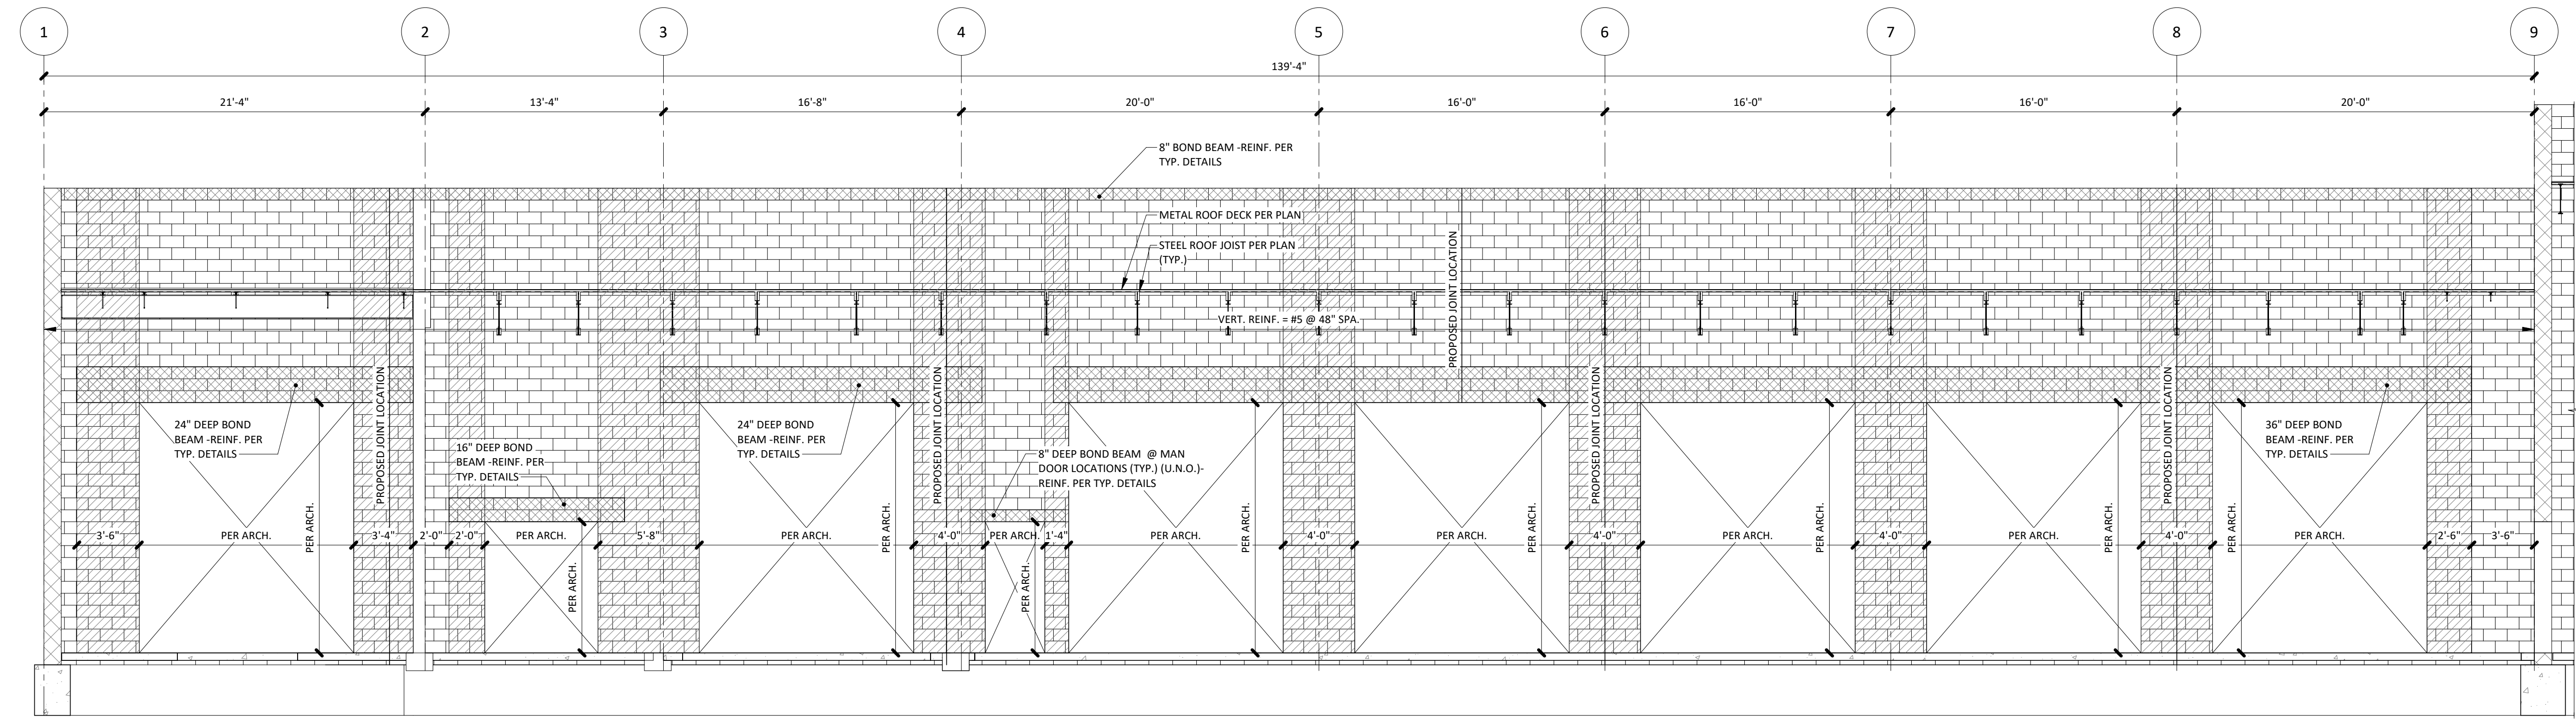 1
2
3
4
5
6
7
8
9
139'-4"
21'-4"
13'-4"
16'-8"
20'-0"
16'-0"
16'-0"
16'-0"
20'-0"
8" BOND BEAM -REINF. PER
TYP. DETAILS
METAL ROOF DECK PER PLAN
STEEL ROOF JOIST PER PLAN
(TYP.)
VERT. REINF. = #5 @ 48" SPA.
PROPOSED JOINT LOCATION
PROPOSED JOINT LOCATION
PROPOSED JOINT LOCATION
PROPOSED JOINT LOCATION
PROPOSED JOINT LOCATION
24" DEEP BOND
BEAM -REINF. PER
TYP. DETAILS
16" DEEP BOND
BEAM -REINF. PER
TYP. DETAILS
24" DEEP BOND
BEAM -REINF. PER
TYP. DETAILS
8" DEEP BOND BEAM @ MAN
DOOR LOCATIONS (TYP.) (U.N.O.)-
REINF. PER TYP. DETAILS
36" DEEP BOND
BEAM -REINF. PER
TYP. DETAILS
3'-6"
PER ARCH.
PER ARCH.
3'-4"
2'-0"
2'-0"
PER ARCH.
PER ARCH.
5'-8"
PER ARCH.
PER ARCH.
4'-0"
PER ARCH.
PER ARCH.
1'-4"
PER ARCH.
PER ARCH.
4'-0"
PER ARCH.
PER ARCH.
4'-0"
PER ARCH.
PER ARCH.
4'-0"
PER ARCH.
PER ARCH.
4'-0"
PER ARCH.
PER ARCH.
2'-6"
3'-6"